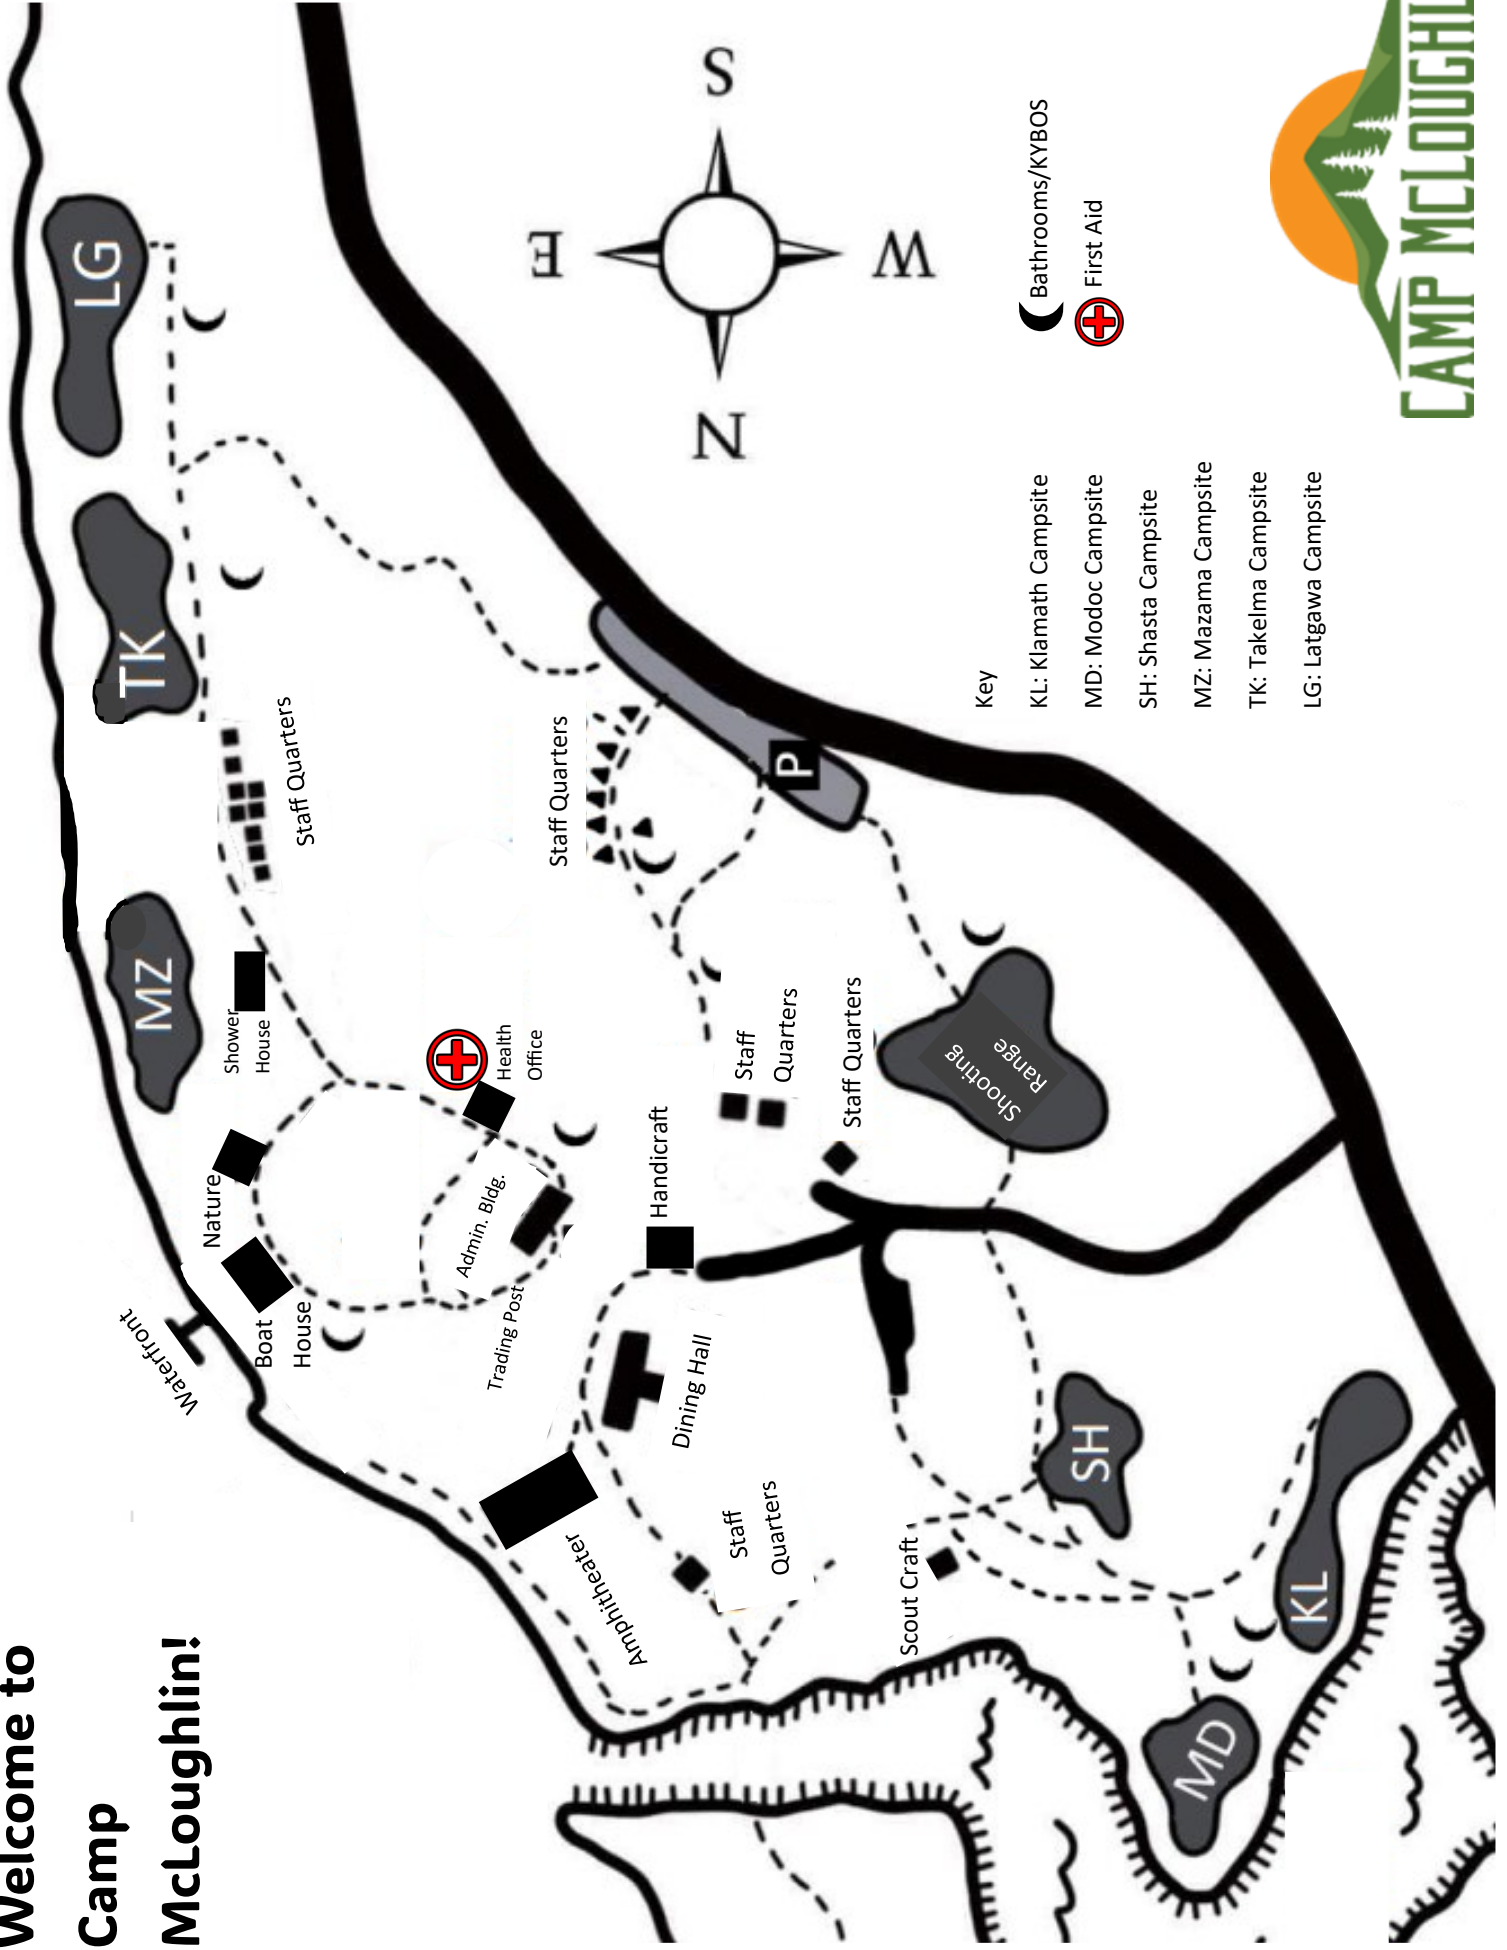 Welcome to
Camp
McLoughlin!
Waterfront
Boat
House
Nature
Shower
House
MZ
TK
LG
Staff Quarters
Health
Office
Admin. Bldg.
Trading Post
Amphitheater
Dining Hall
Handicraft
Staff Quarters
Staff
Quarters
Staff Quarters
Staff
Quarters
Scout Craft
Shooting
Range
P
SH
KL
MD
N
E
S
W
Key
KL: Klamath Campsite
MD: Modoc Campsite
SH: Shasta Campsite
MZ: Mazama Campsite
TK: Takelma Campsite
LG: Latgawa Campsite
Bathrooms/KYBOS
First Aid
CAMP MCLOUGHL